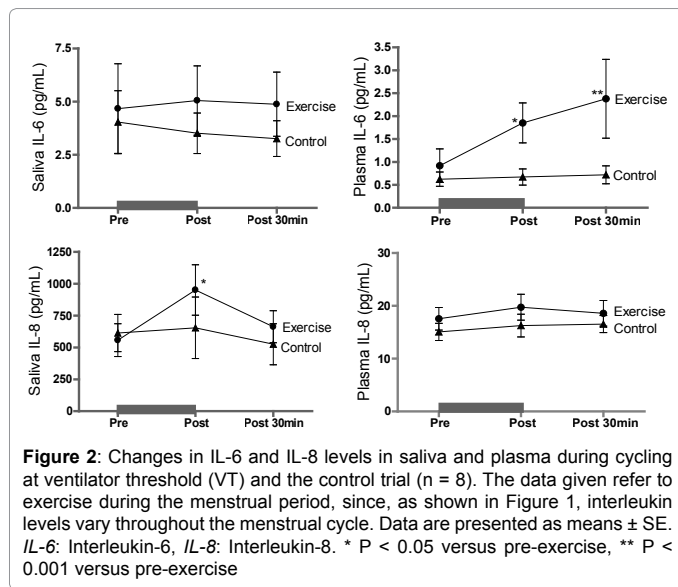 Saliva IL-6 (pg/mL)
7.5
5.0
2.5
0.0
Exercise
Control
Pre
Post
Post 30min
Plasma IL-6 (pg/mL)
3.5
3.0
2.5
2.0
1.5
1.0
0.5
0.0
*
**
Exercise
Control
Pre
Post
Post 30min
Saliva IL-8 (pg/mL)
1250
1000
750
500
250
0
*
Exercise
Control
Pre
Post
Post 30min
Plasma IL-8 (pg/mL)
30
20
10
0
Exercise
Control
Pre
Post
Post 30min
Figure 2: Changes in IL-6 and IL-8 levels in saliva and plasma during cycling
at ventilator threshold (VT) and the control trial (n = 8). The data given refer to
exercise during the menstrual period, since, as shown in Figure 1, interleukin
levels vary throughout the menstrual cycle. Data are presented as means ± SE.
IL-6: Interleukin-6, IL-8: Interleukin-8. * P < 0.05 versus pre-exercise, ** P <
0.001 versus pre-exercise